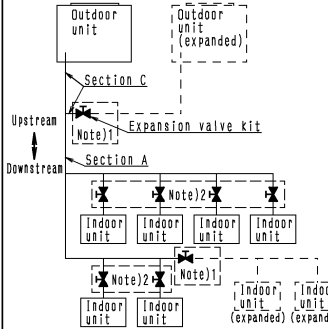 Outdoor
unit
Outdoor
unit
(expanded)
Section C
Upstream
Note)1
Expansion valve kit
Section A
Downstream
Note)2
Indoor
unit
Indoor
unit
Indoor
unit
Indoor
unit
Note)2
Note)1
Indoor
unit
Indoor
unit
Indoor
unit
(expanded)
Indoor
unit
(expanded)